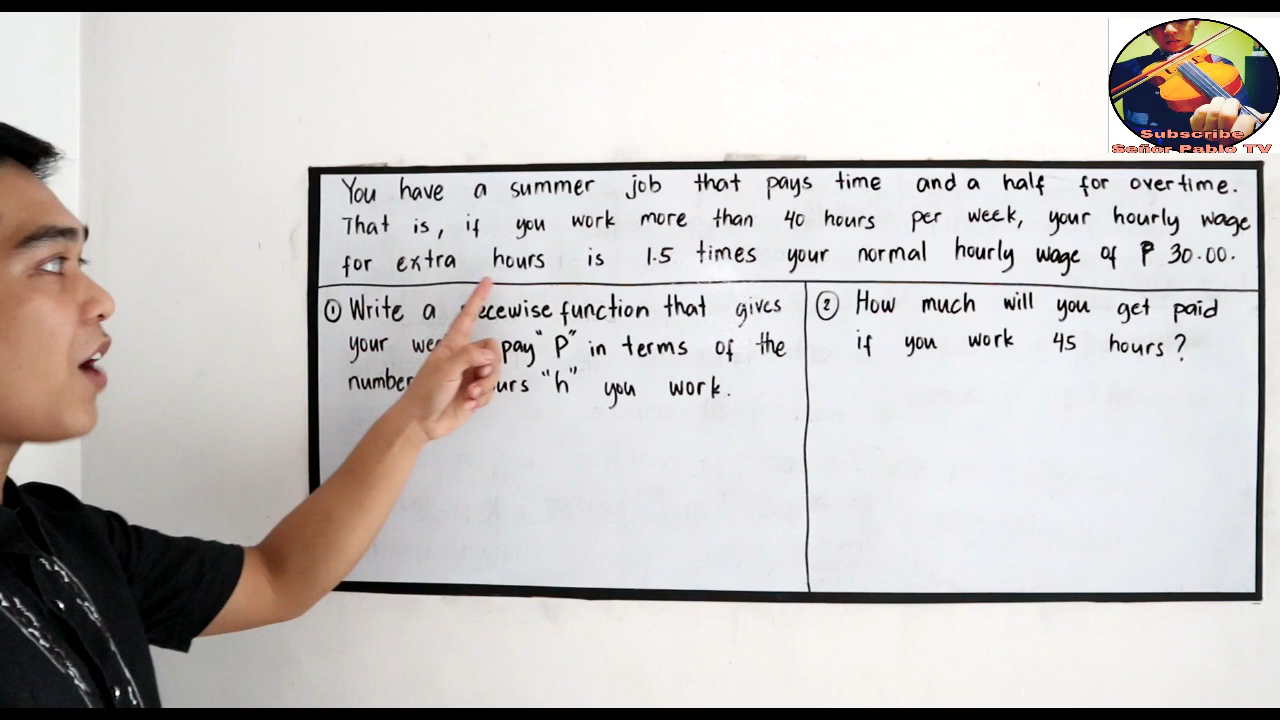 Subscribe
Señor Pablo TV
You have a summer job that pays time and a half for overtime.
That is, if you work more than 40 hours per week, your hourly wage
for extra hours is 1.5 times your normal hourly wage of ₱ 30.00.
① Write a ecewise function that gives
your we pay "P" in terms of the
number urs "h" you work.
② How much will you get paid
if you work 45 hours?